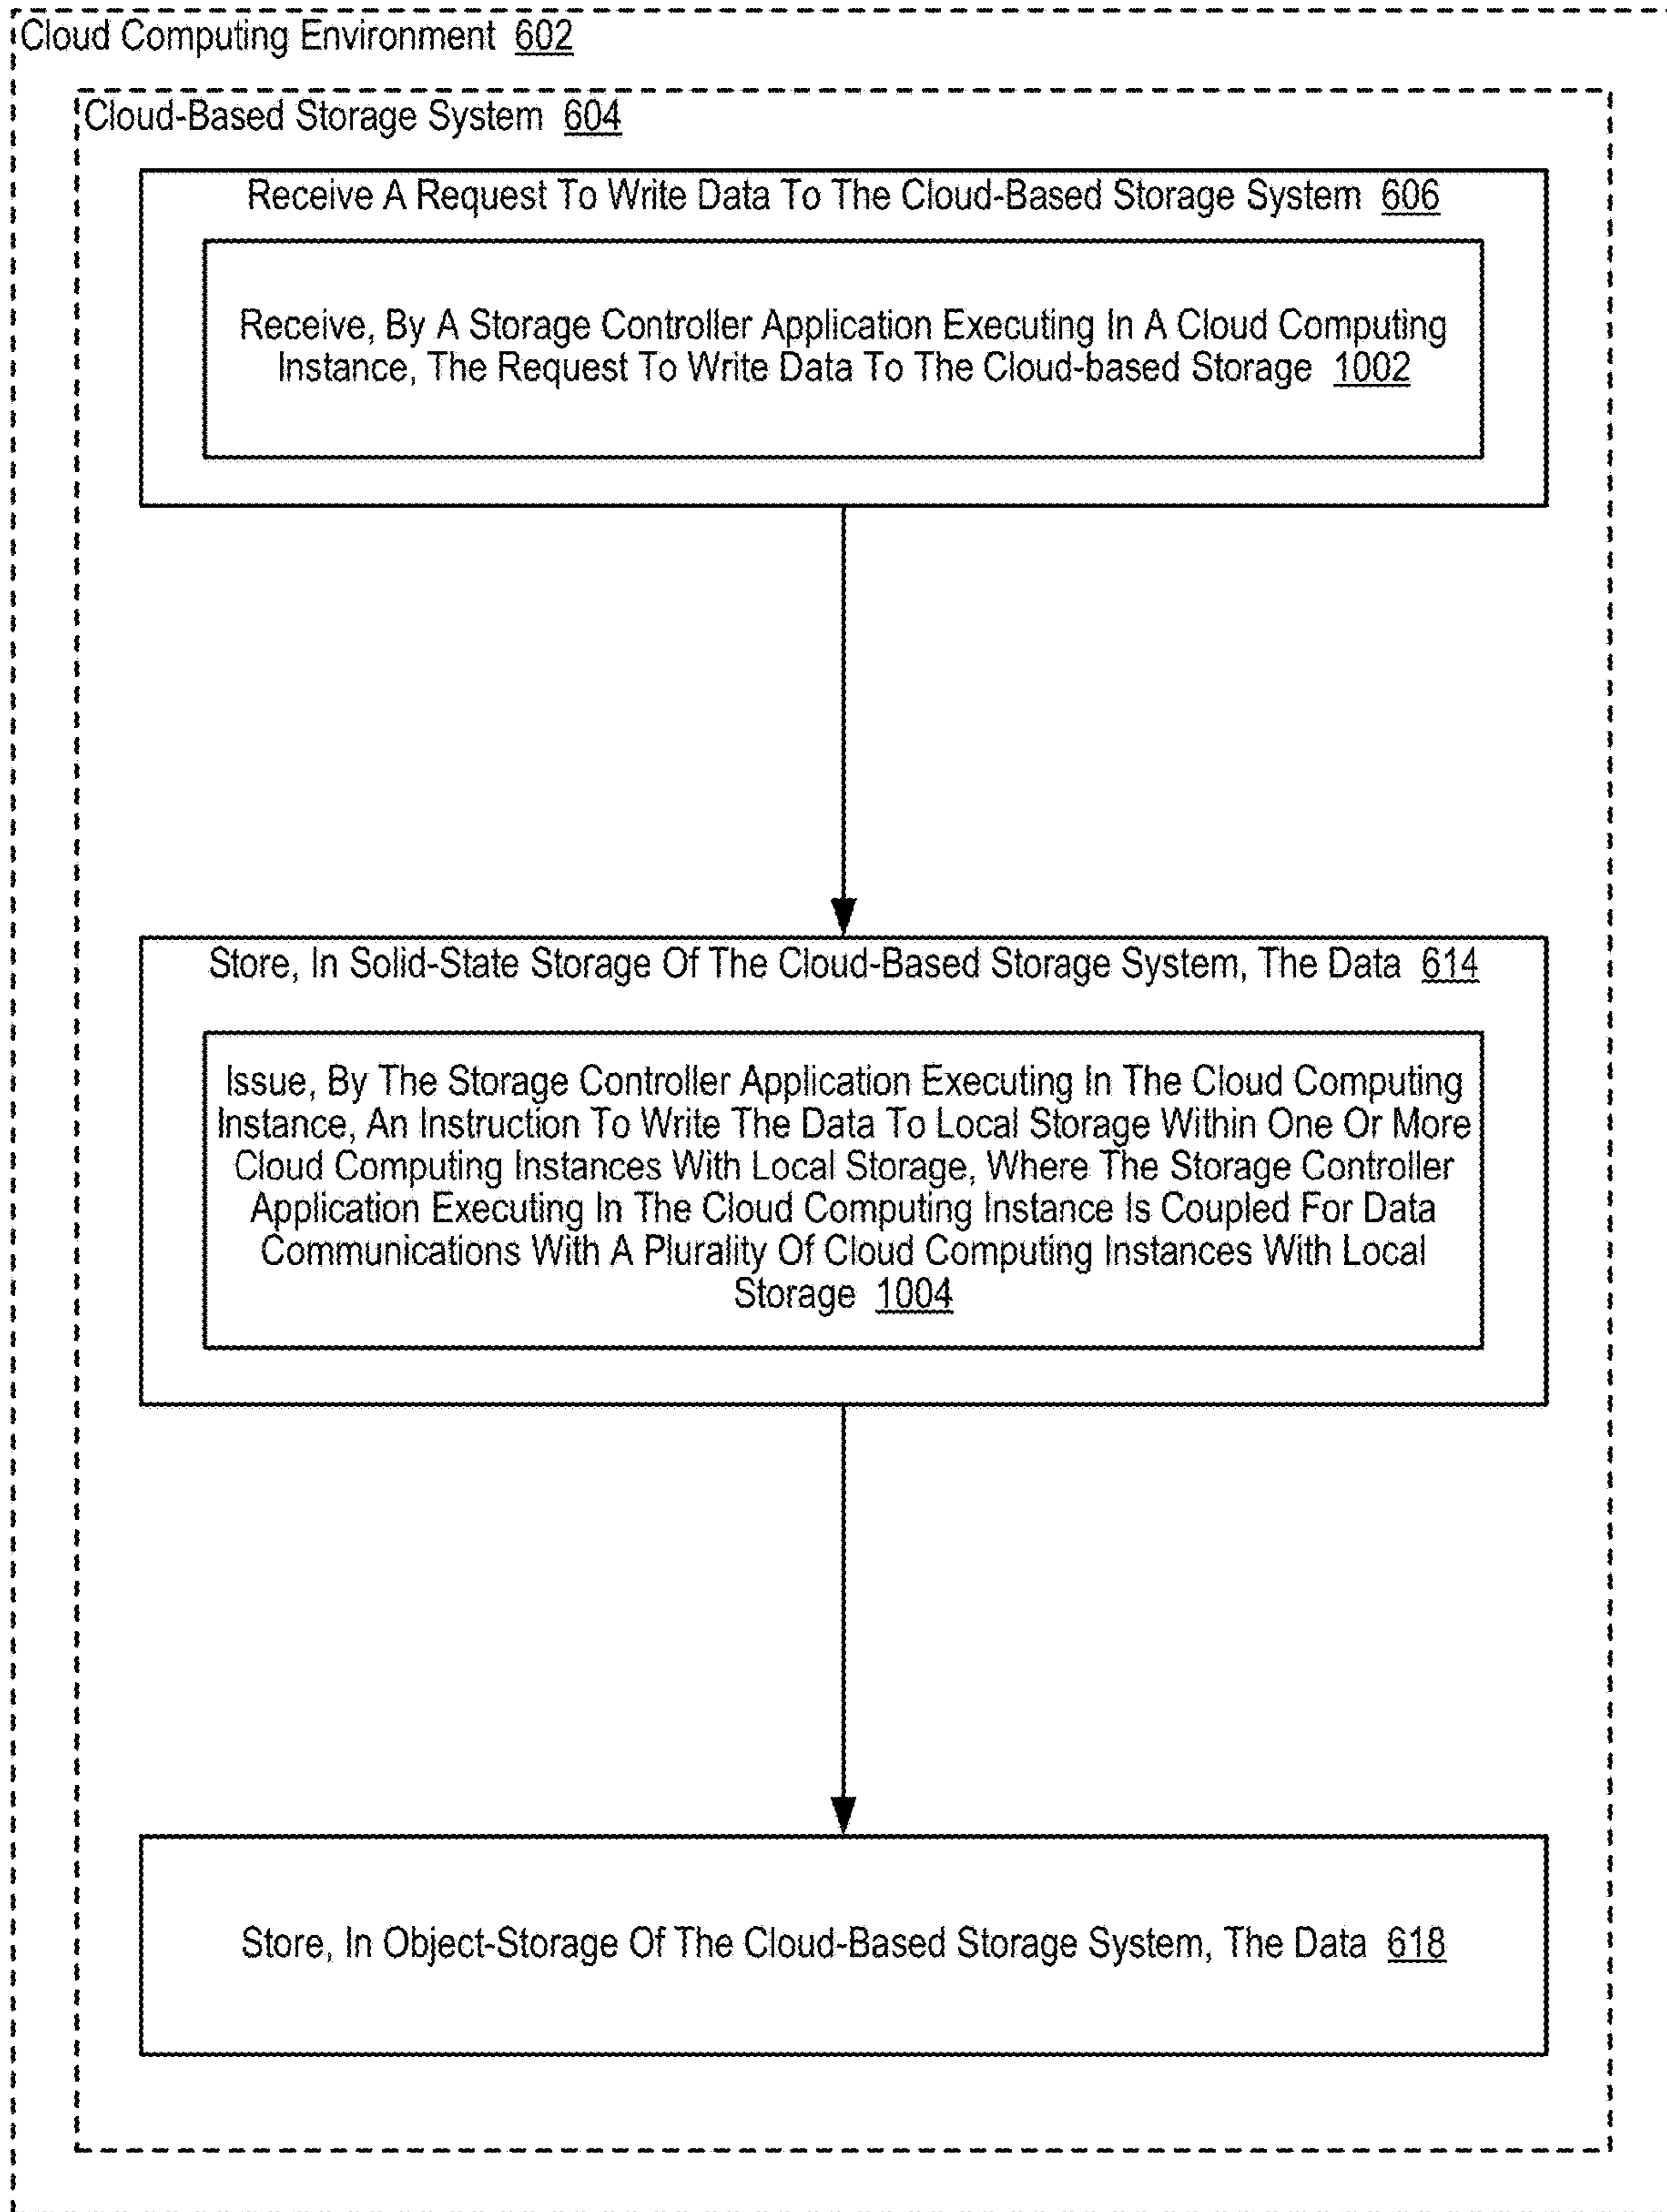 Cloud Computing Environment 602
Cloud-Based Storage System 604
Receive A Request To Write Data To The Cloud-Based Storage System 606
Receive, By A Storage Controller Application Executing In A Cloud Computing
Instance, The Request To Write Data To The Cloud-based Storage 1002
Store, In Solid-State Storage Of The Cloud-Based Storage System, The Data 614
Issue, By The Storage Controller Application Executing In The Cloud Computing
Instance, An Instruction To Write The Data To Local Storage Within One Or More
Cloud Computing Instances With Local Storage, Where The Storage Controller
Application Executing In The Cloud Computing Instance Is Coupled For Data
Communications With A Plurality Of Cloud Computing Instances With Local
Storage 1004
Store, In Object-Storage Of The Cloud-Based Storage System, The Data 618